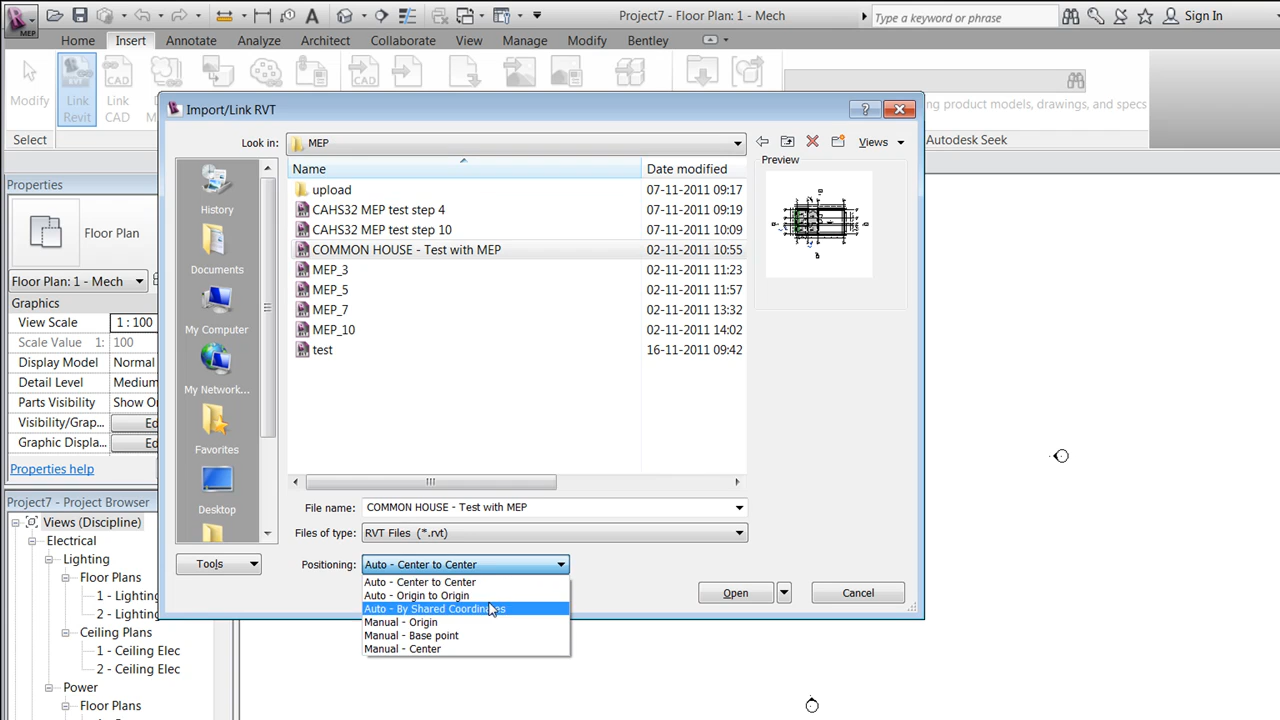 Project7 - Floor Plan: 1 - Mech
Type a keyword or phrase
Sign In
MEP
Home
Insert
Annotate
Analyze
Architect
Collaborate
View
Manage
Modify
Bentley
Modify
Link
Revit
Link
CAD
Select
CAD
ing product models, drawings, and specs
Autodesk Seek
Import/Link RVT
Look in:
MEP
Views
Preview
Name
Date modified
upload 07-11-2011 09:17
CAHS32 MEP test step 4 07-11-2011 09:19
CAHS32 MEP test step 10 07-11-2011 10:09
COMMON HOUSE - Test with MEP 02-11-2011 10:55
MEP_3 02-11-2011 11:23
MEP_5 02-11-2011 11:57
MEP_7 02-11-2011 13:32
MEP_10 02-11-2011 14:02
test 16-11-2011 09:42
History
Documents
My Computer
My Network...
Favorites
Desktop
File name: COMMON HOUSE - Test with MEP
Files of type: RVT Files (*.rvt)
Tools
Positioning: Auto - Center to Center
Auto - Center to Center
Auto - Origin to Origin
Auto - By Shared Coordinates
Manual - Origin
Manual - Base point
Manual - Center
Open
Cancel
Properties
Floor Plan
Floor Plan: 1 - Mech
Graphics
View Scale 1 : 100
Scale Value 1: 100
Display Model Normal
Detail Level Medium
Parts Visibility Show O
Visibility/Grap... Ed
Graphic Displa... Ed
Properties help
Project7 - Project Browser
Views (Discipline)
Electrical
Lighting
Floor Plans
1 - Lighting
2 - Lighting
Ceiling Plans
1 - Ceiling Elec
2 - Ceiling Elec
Power
Floor Plans